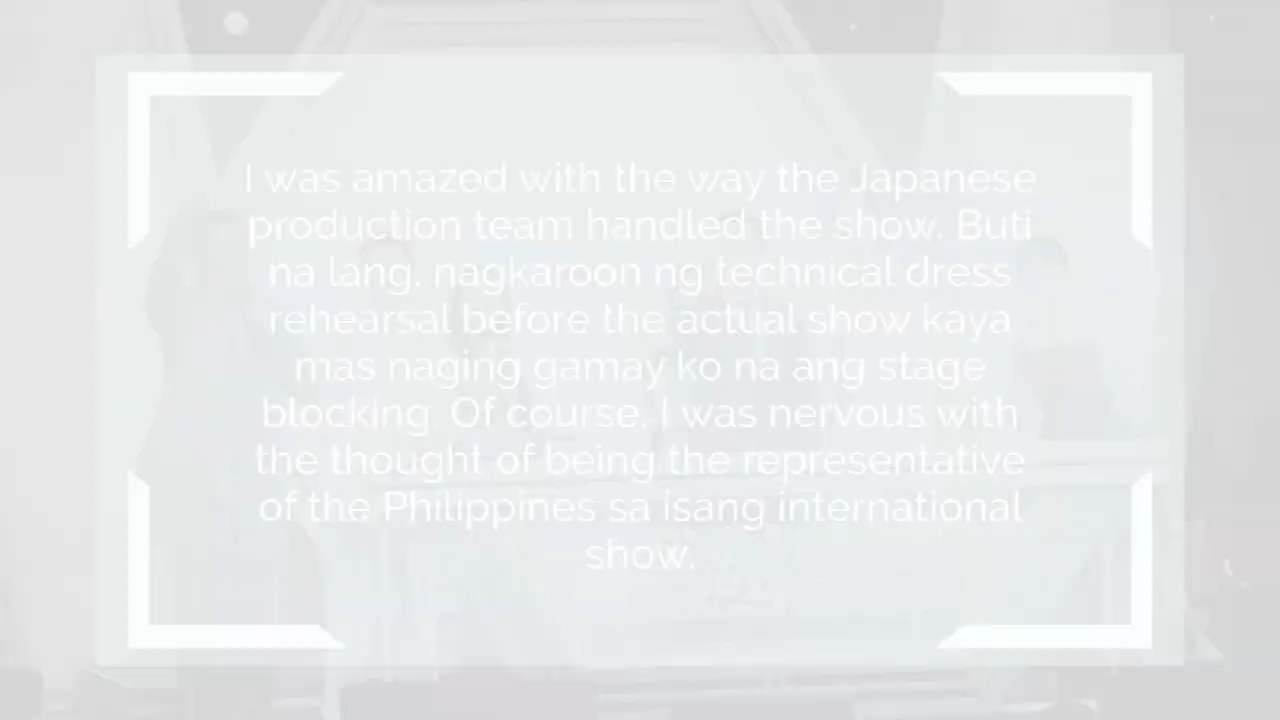 I was amazed with the way the Japanese
production team handled the show. Buti
na lang, nagkaroon ng technical dress
rehearsal before the actual show kaya
mas naging gamay ko na ang stage
blocking. Of course, I was nervous with
the thought of being the representative
of the Philippines sa isang international
show.